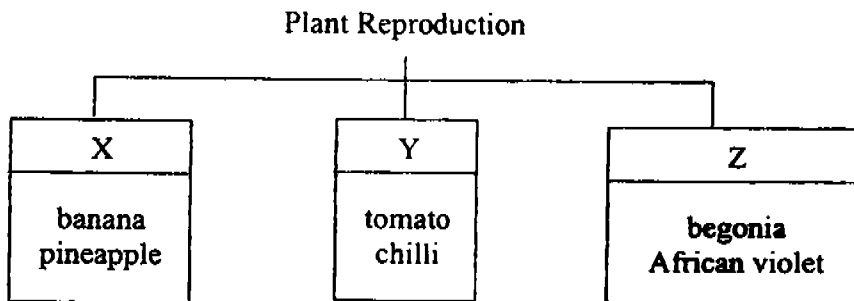 Plant Reproduction
X
banana
pineapple
Y
tomato
chilli
Z
begonia
African violet